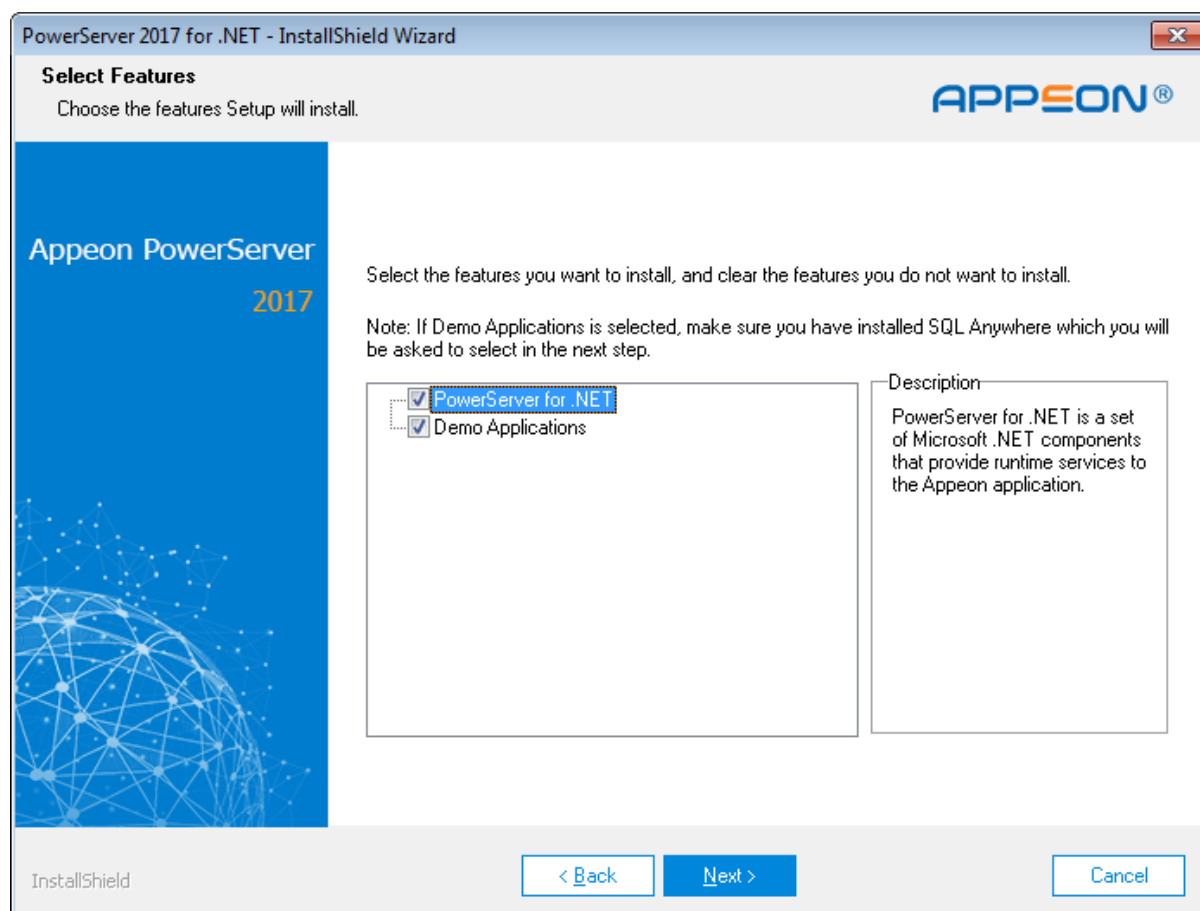 PowerServer 2017 for .NET - InstallShield Wizard
Select Features
Choose the features Setup will install.
APPEON®
Appeon PowerServer
2017
Select the features you want to install, and clear the features you do not want to install.
Note: If Demo Applications is selected, make sure you have installed SQL Anywhere which you will
be asked to select in the next step.
PowerServer for .NET
Demo Applications
Description
PowerServer for .NET is a set
of Microsoft .NET components
that provide runtime services to
the Appeon application.
InstallShield
< Back
Next >
Cancel